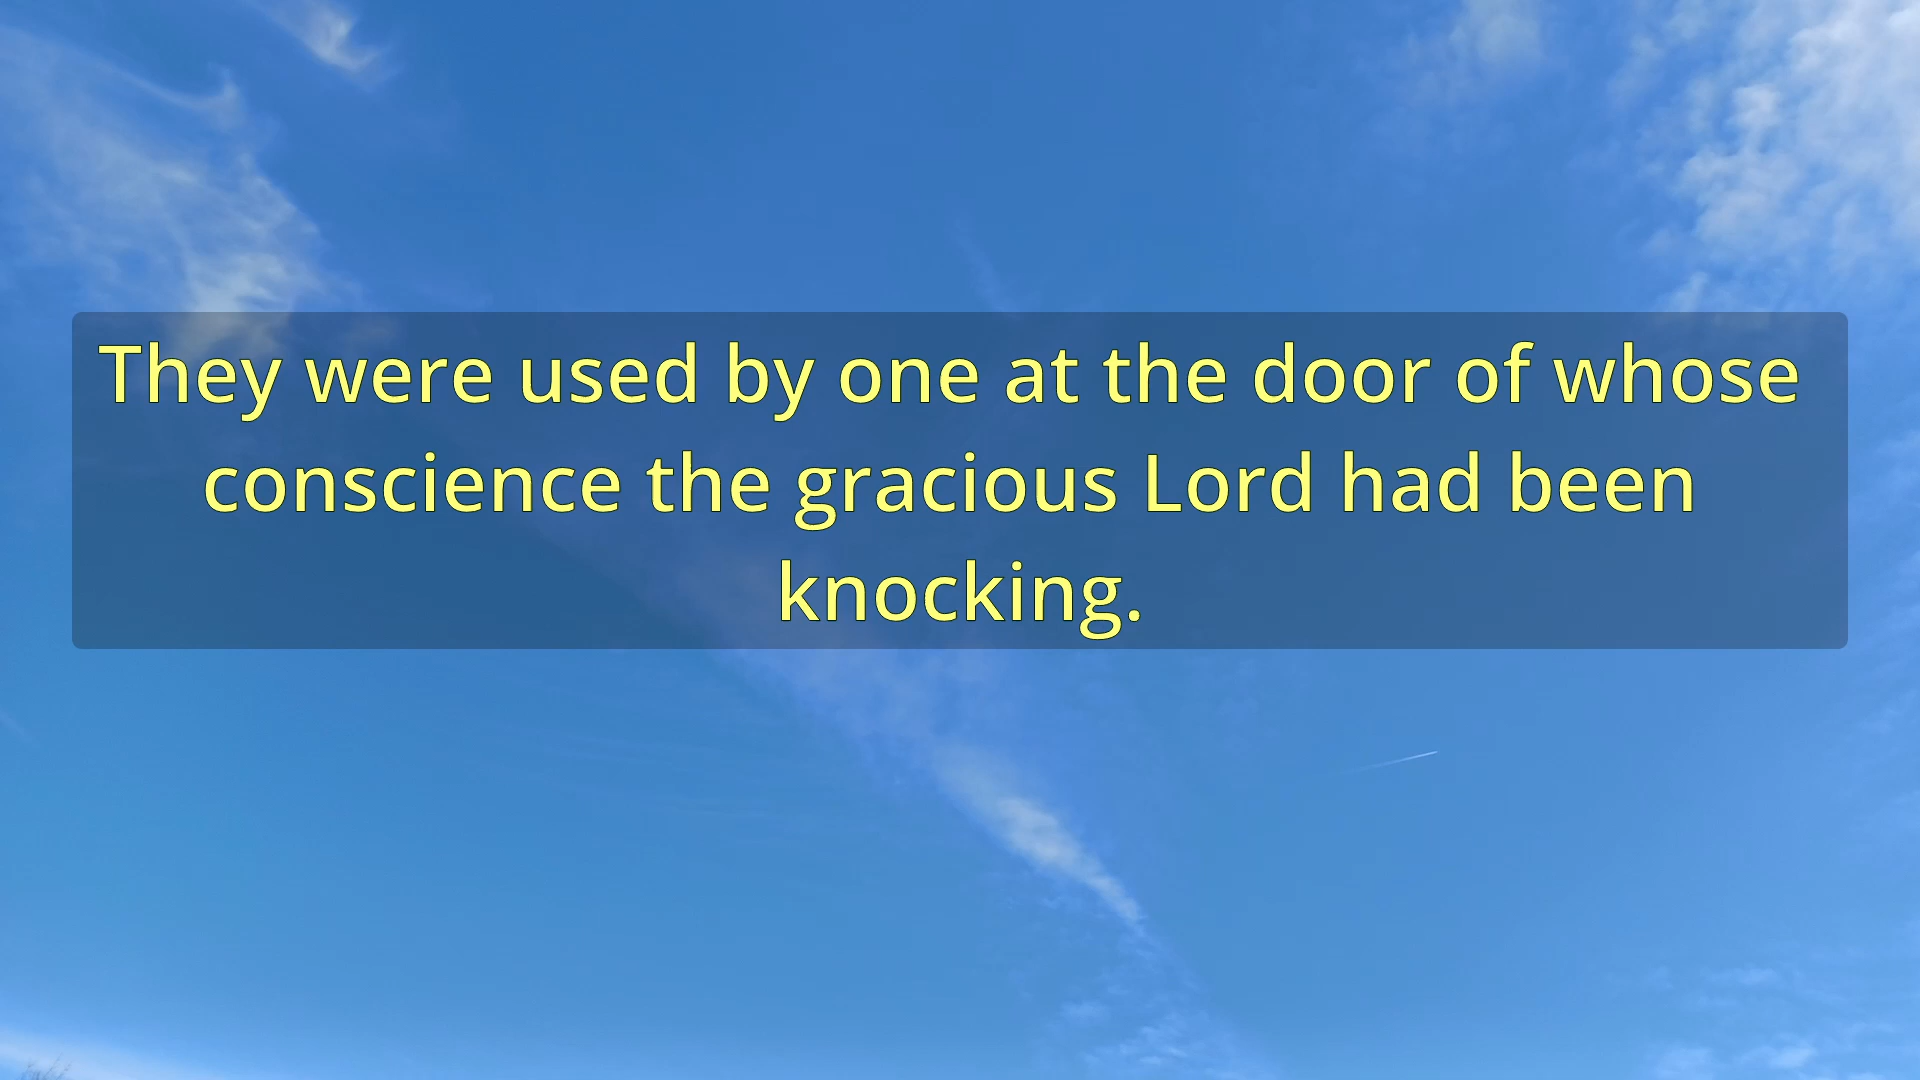 They were used by one at the door of whose
conscience the gracious Lord had been
knocking.